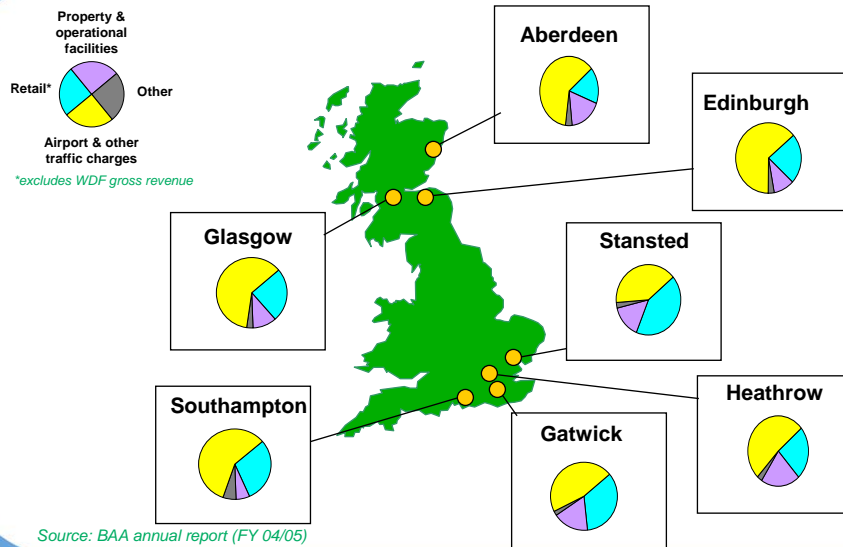 Property &
operational
facilities
Retail*
Other
Airport & other
traffic charges
*excludes WDF gross revenue
Aberdeen
Edinburgh
Glasgow
Stansted
Southampton
Heathrow
Gatwick
Source: BAA annual report (FY 04/05)